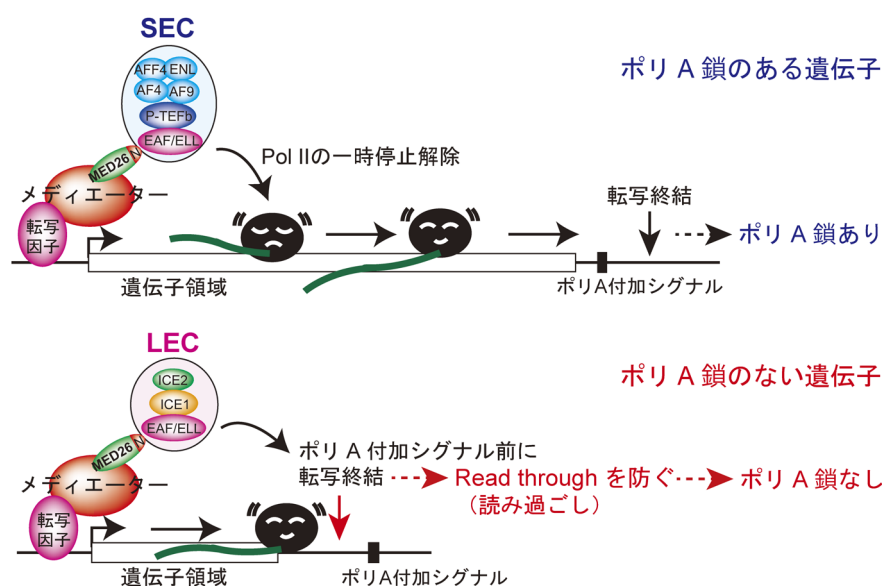 SEC
AFF4 ENL
AF4 AF9
P-TEFb
EAF/ELL
MED26 N
メディエーター
転写
因子
Pol IIの一時停止解除
ポリ A 鎖のある遺伝子
転写終結
ポリ A 鎖あり
遺伝子領域
ポリA付加シグナル
LEC
ICE2
ICE1
EAF/ELL
MED26 N
メディエーター
転写
因子
ポリ A 鎖のない遺伝子
ポリ A 付加シグナル前に
転写終結
Read through を防ぐ
（読み過ごし）
ポリ A 鎖なし
遺伝子領域
ポリA付加シグナル